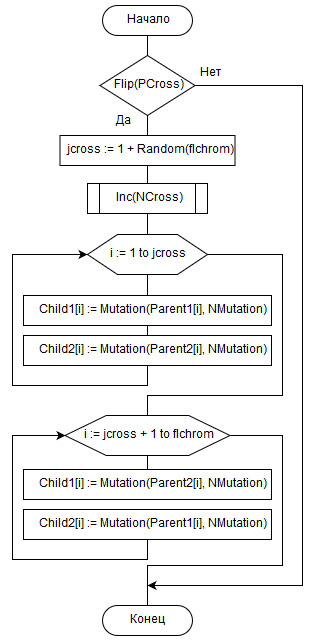 Начало
Flip(PCross)
Нет
Да
jcross := 1 + Random(flchrom)
Inc(NCross)
i := 1 to jcross
Child1[i] := Mutation(Parent1[i], NMutation)
Child2[i] := Mutation(Parent2[i], NMutation)
i := jcross + 1 to flchrom
Child1[i] := Mutation(Parent2[i], NMutation)
Child2[i] := Mutation(Parent1[i], NMutation)
Конец